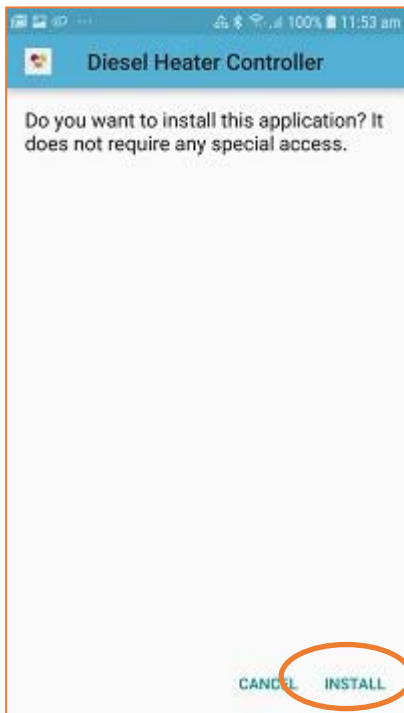 100% 11:53 am
Diesel Heater Controller
Do you want to install this application? It
does not require any special access.
CANCEL INSTALL